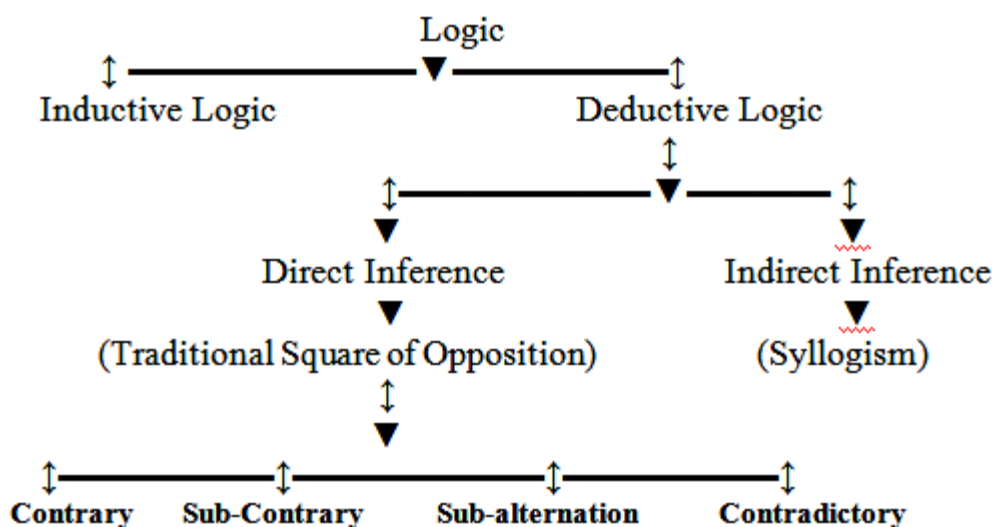 Logic
Inductive Logic Deductive Logic
Direct Inference Indirect Inference
(Traditional Square of Opposition) (Syllogism)
Contrary Sub-Contrary Sub-alternation Contradictory